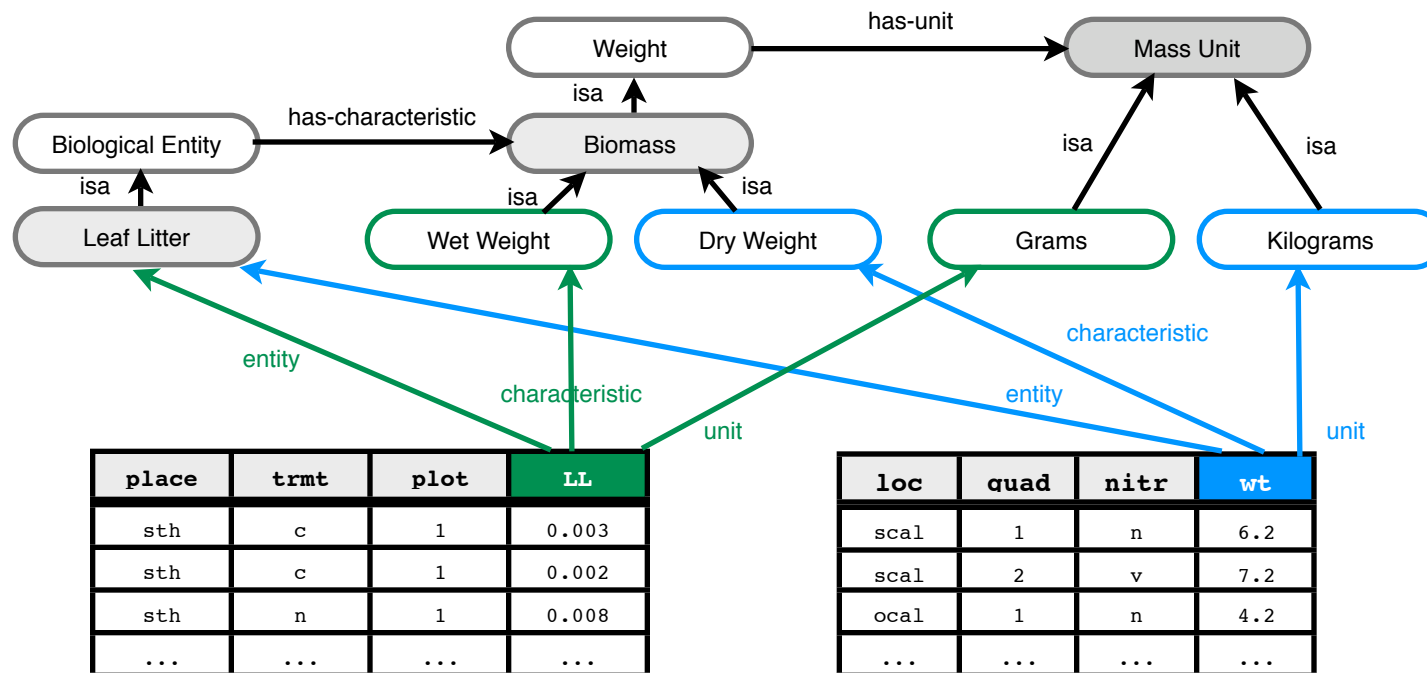 has-unit
Weight
Mass Unit
isa
has-characteristic
Biological Entity
Biomass
isa
isa
isa
isa
isa
Leaf Litter
Wet Weight
Dry Weight
Grams
Kilograms
characteristic
entity
characteristic
entity
unit
unit
place trmt plot LL
sth c 1 0.003
sth c 1 0.002
sth n 1 0.008
... ... ... ...
loc quad nitr wt
scal 1 n 6.2
scal 2 v 7.2
ocal 1 n 4.2
... ... ... ...